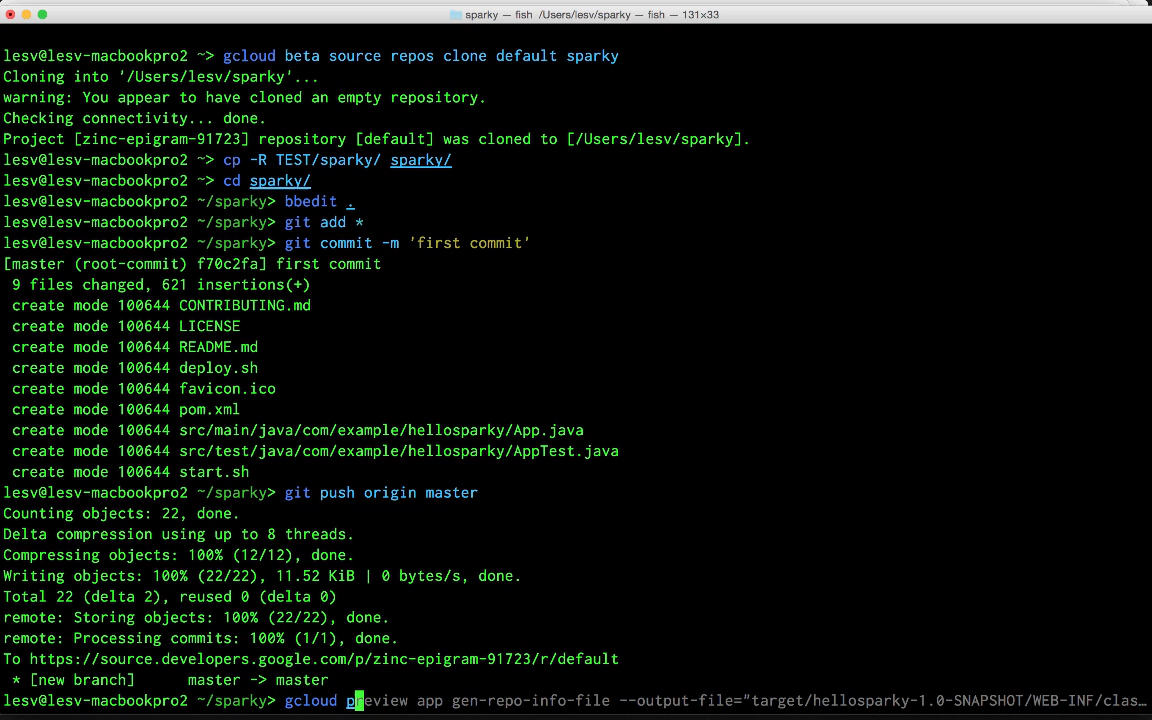 sparky — fish  /Users/lesv/sparky — fish — 131×33
lesv@lesv-macbookpro2 ~> gcloud beta source repos clone default sparky
Cloning into '/Users/lesv/sparky'...
warning: You appear to have cloned an empty repository.
Checking connectivity... done.
Project [zinc-epigram-91723] repository [default] was cloned to [/Users/lesv/sparky].
lesv@lesv-macbookpro2 ~> cp -R TEST/sparky/ sparky/
lesv@lesv-macbookpro2 ~> cd sparky/
lesv@lesv-macbookpro2 ~/sparky> bbedit .
lesv@lesv-macbookpro2 ~/sparky> git add *
lesv@lesv-macbookpro2 ~/sparky> git commit -m 'first commit'
[master (root-commit) f70c2fa] first commit
 9 files changed, 621 insertions(+)
 create mode 100644 CONTRIBUTING.md
 create mode 100644 LICENSE
 create mode 100644 README.md
 create mode 100644 deploy.sh
 create mode 100644 favicon.ico
 create mode 100644 pom.xml
 create mode 100644 src/main/java/com/example/hellosparky/App.java
 create mode 100644 src/test/java/com/example/hellosparky/AppTest.java
 create mode 100644 start.sh
lesv@lesv-macbookpro2 ~/sparky> git push origin master
Counting objects: 22, done.
Delta compression using up to 8 threads.
Compressing objects: 100% (12/12), done.
Writing objects: 100% (22/22), 11.52 KiB | 0 bytes/s, done.
Total 22 (delta 2), reused 0 (delta 0)
remote: Storing objects: 100% (22/22), done.
remote: Processing commits: 100% (1/1), done.
To https://source.developers.google.com/p/zinc-epigram-91723/r/default
 * [new branch]      master -> master
lesv@lesv-macbookpro2 ~/sparky> gcloud preview app gen-repo-info-file --output-file="target/hellosparky-1.0-SNAPSHOT/WEB-INF/clas…